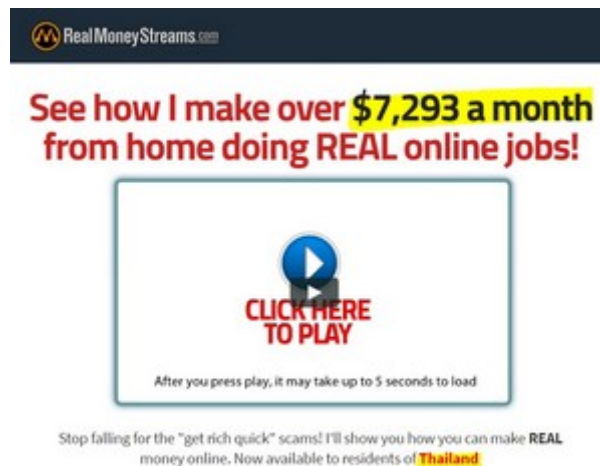 RealMoneyStreams.com
See how I make over $7,293 a month
from home doing REAL online jobs!
CLICK HERE
TO PLAY
After you press play, it may take up to 5 seconds to load
Stop falling for the "get rich quick" scams! I'll show you how you can make REAL
money online. Now available to residents of Thailand